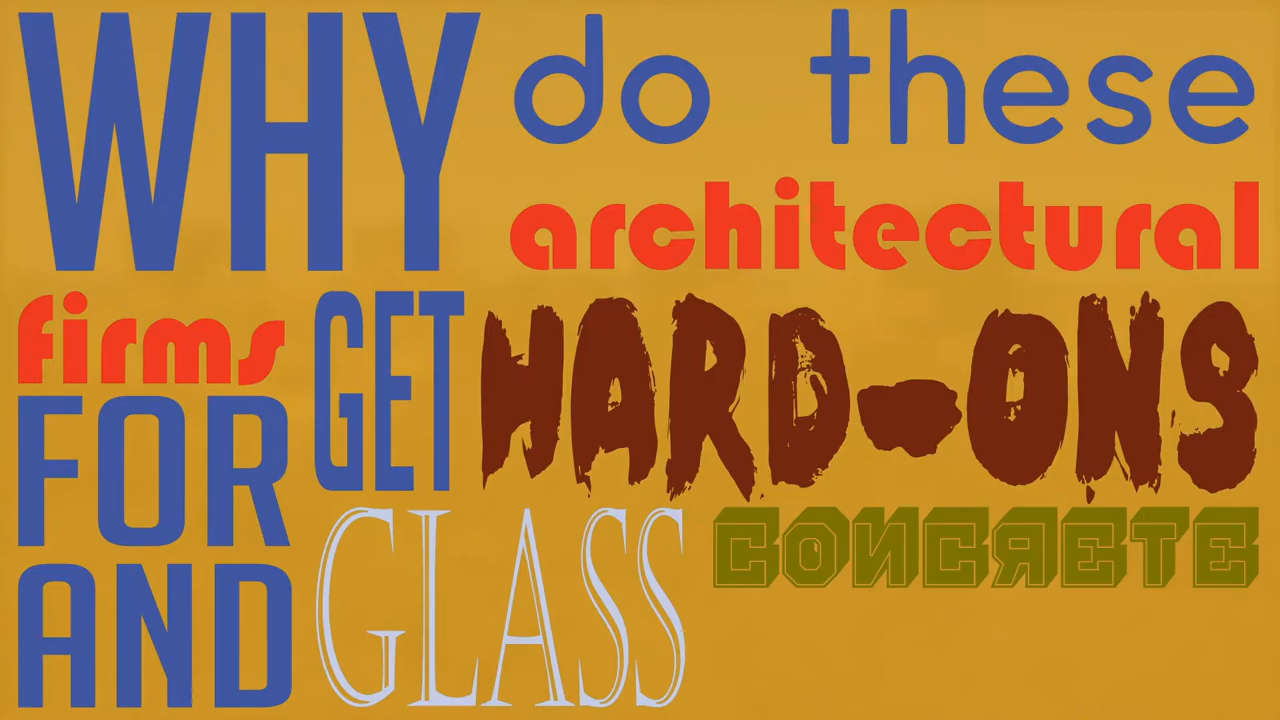 WHY do these
architectural
firms GET HARD-ONS
FOR GLASS CONCRETE
AND